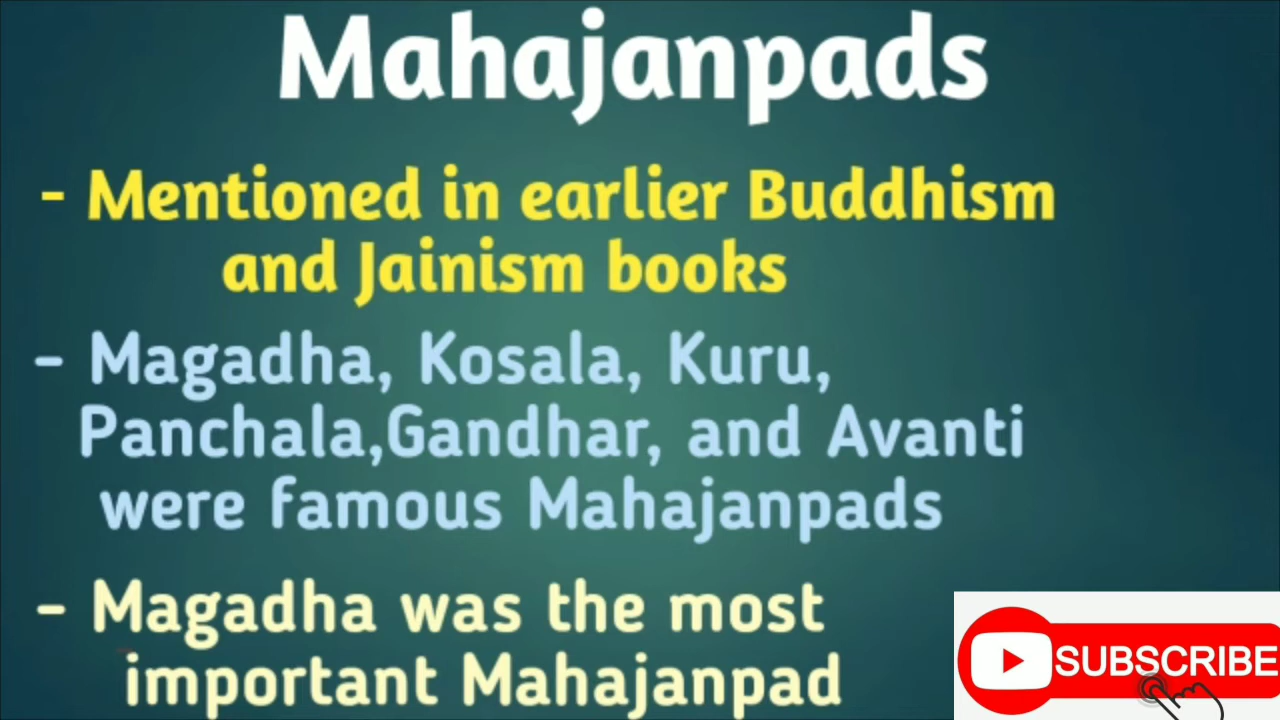 Mahajanpads
- Mentioned in earlier Buddhism
and Jainism books
- Magadha, Kosala, Kuru,
Panchala,Gandhar, and Avanti
were famous Mahajanpads
- Magadha was the most
important Mahajanpad
SUBSCRIBE